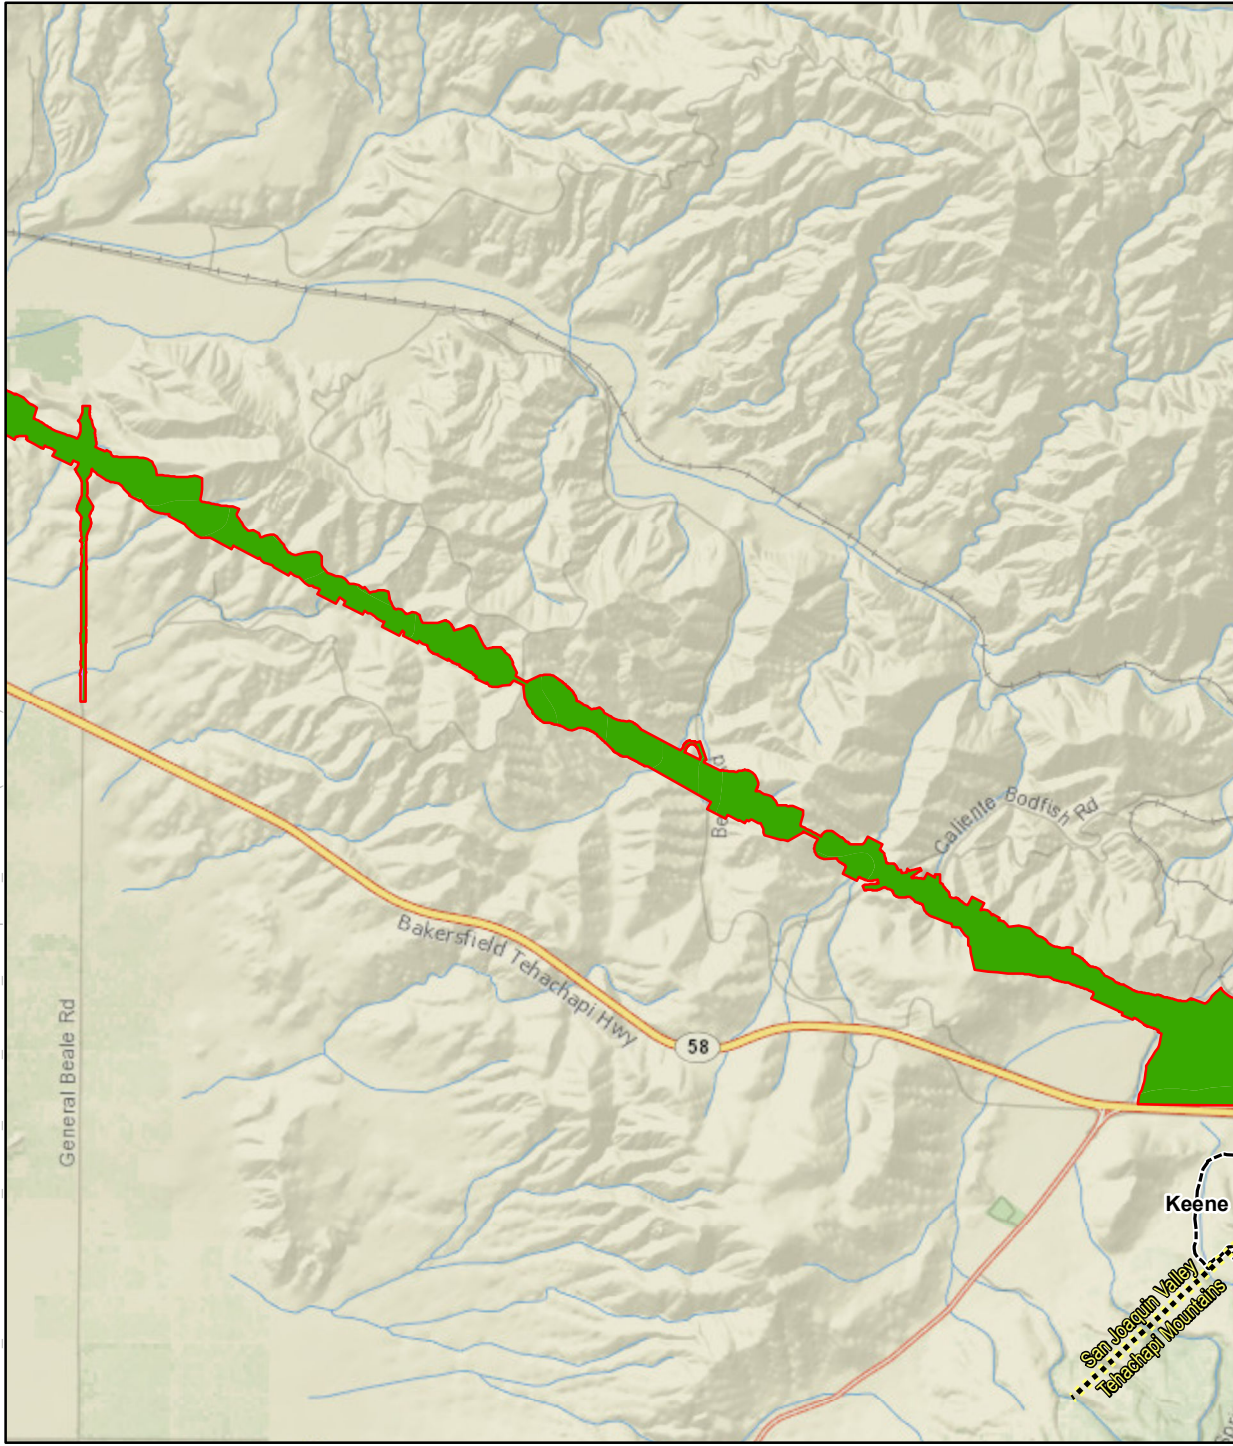 Caliente Bodfish Rd
Bakersfield Tehachapi Hwy
58
General Beale Rd
Keene
San Joaquin Valley
Tehachapi Mountains